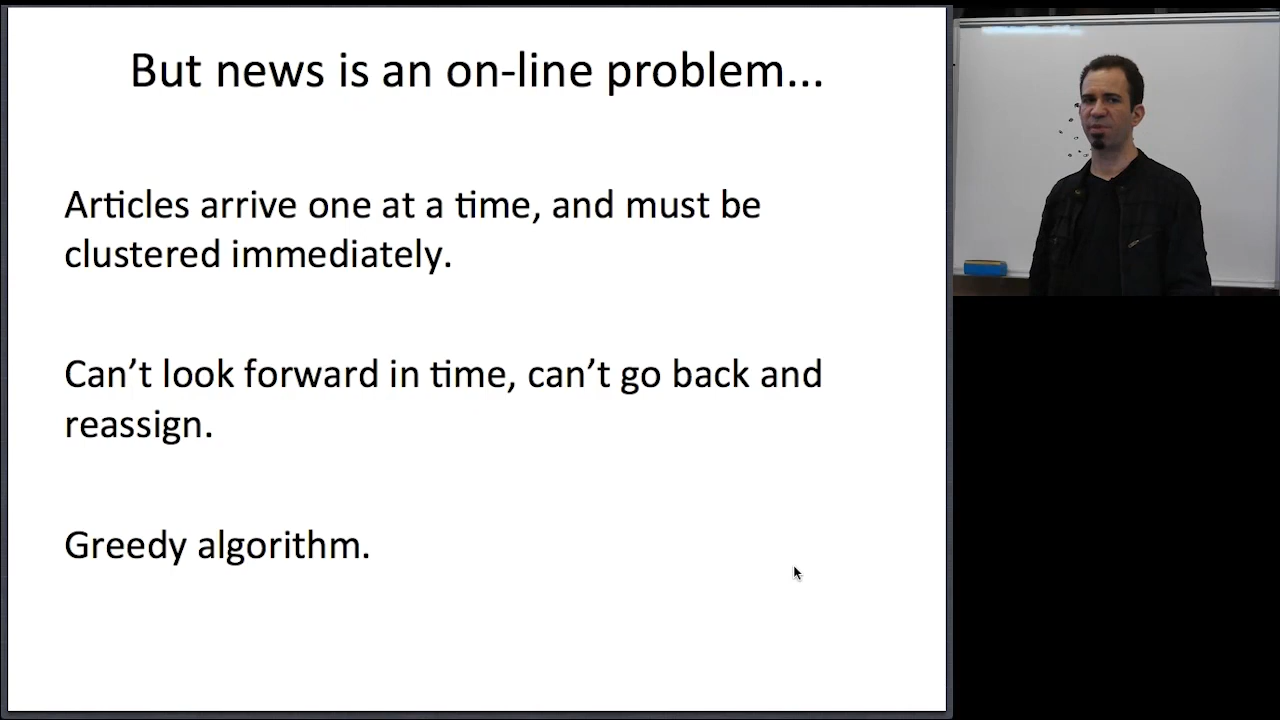 But news is an on-line problem...
Articles arrive one at a time, and must be
clustered immediately.
Can’t look forward in time, can’t go back and
reassign.
Greedy algorithm.